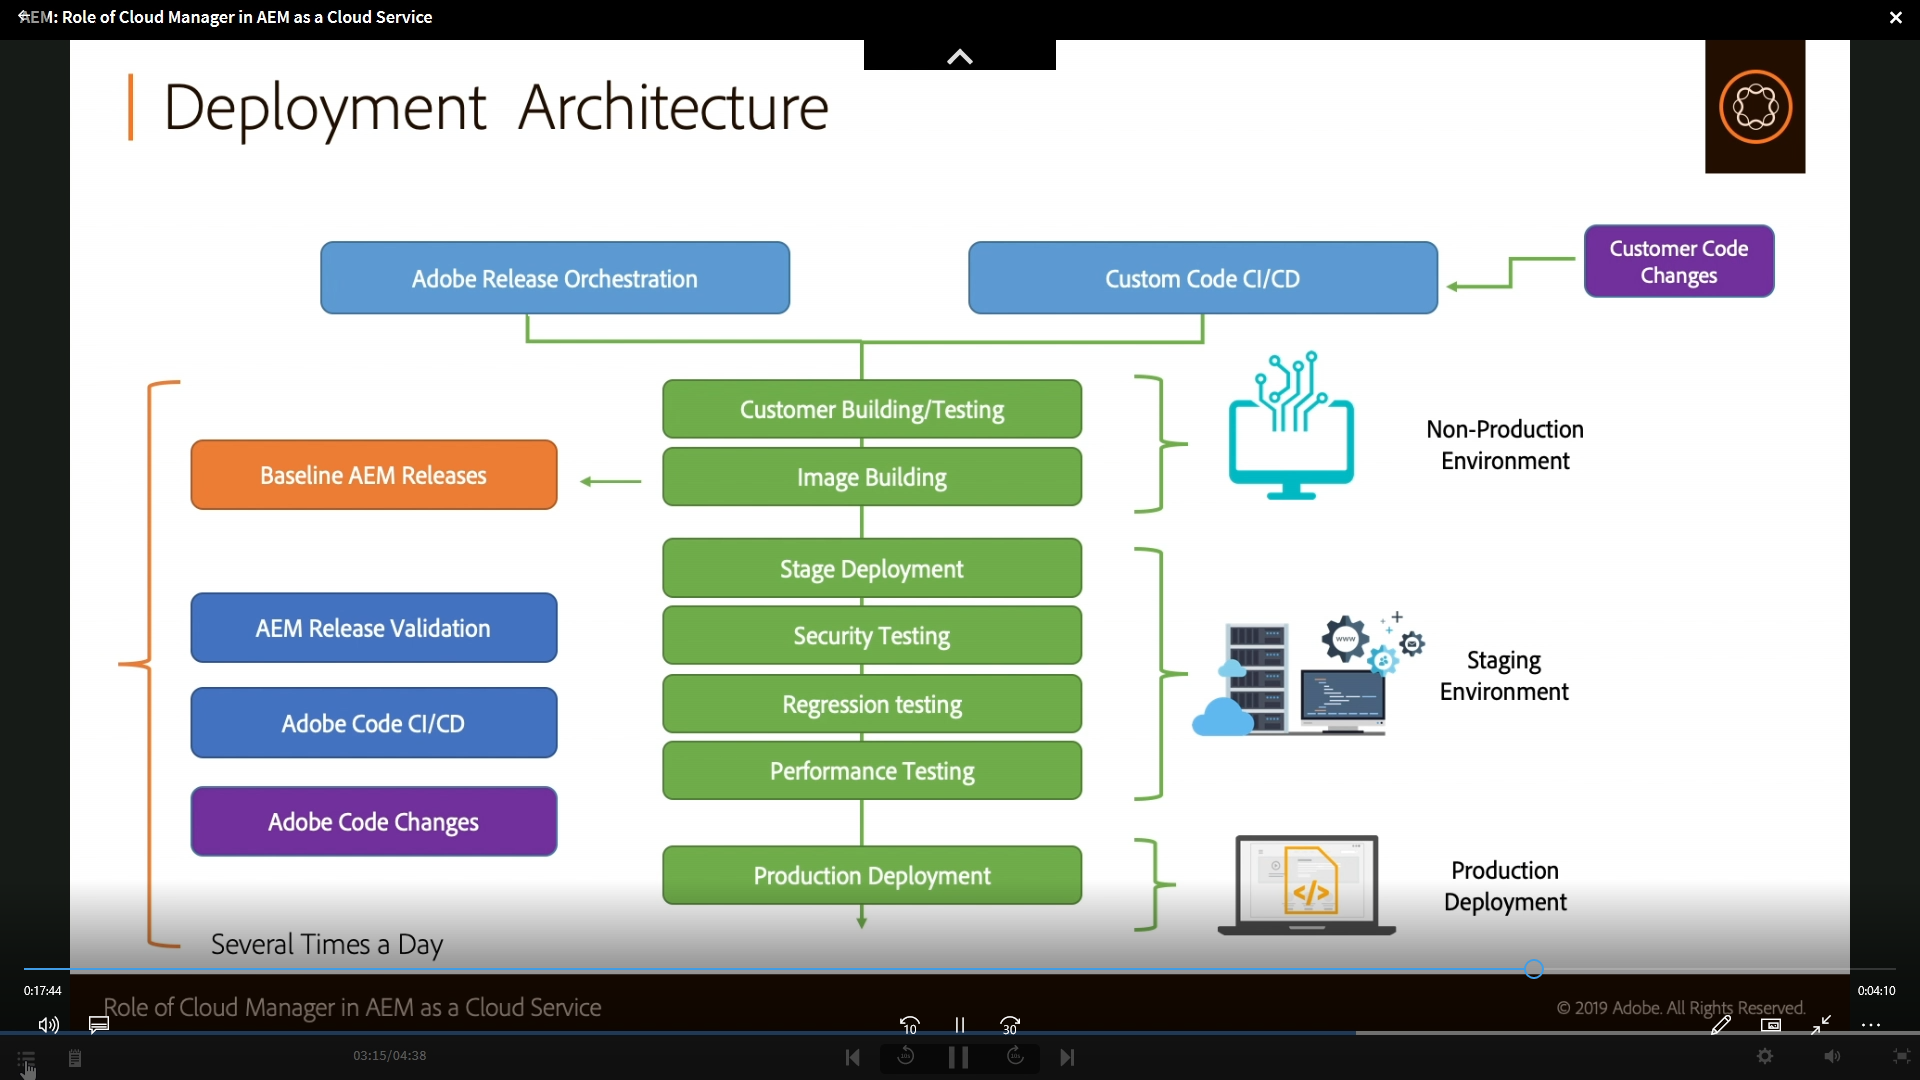 AEM: Role of Cloud Manager in AEM as a Cloud Service
Deployment Architecture
Adobe Release Orchestration
Custom Code CI/CD
Customer Code
Changes
Customer Building/Testing
Image Building
Baseline AEM Releases
Non-Production
Environment
Stage Deployment
Security Testing
Regression testing
Performance Testing
AEM Release Validation
Adobe Code CI/CD
Adobe Code Changes
www
Staging
Environment
Production Deployment
</>
Production
Deployment
Several Times a Day
0:17:44
0:04:10
Role of Cloud Manager in AEM as a Cloud Service
© 2019 Adobe. All Rights Reserved.
10
30
03:15/04:38
10s
10s